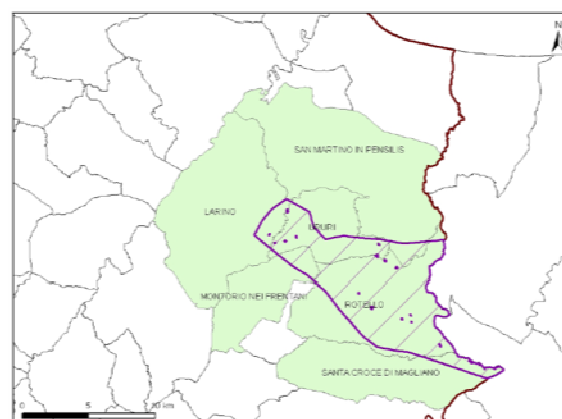 N
SAN MARTINO IN PENSILIS
LARINO
URURI
MONTORIO NEI FRENTANI
ROTELLO
SANTA CROCE DI MAGLIANO
0 5 10 km